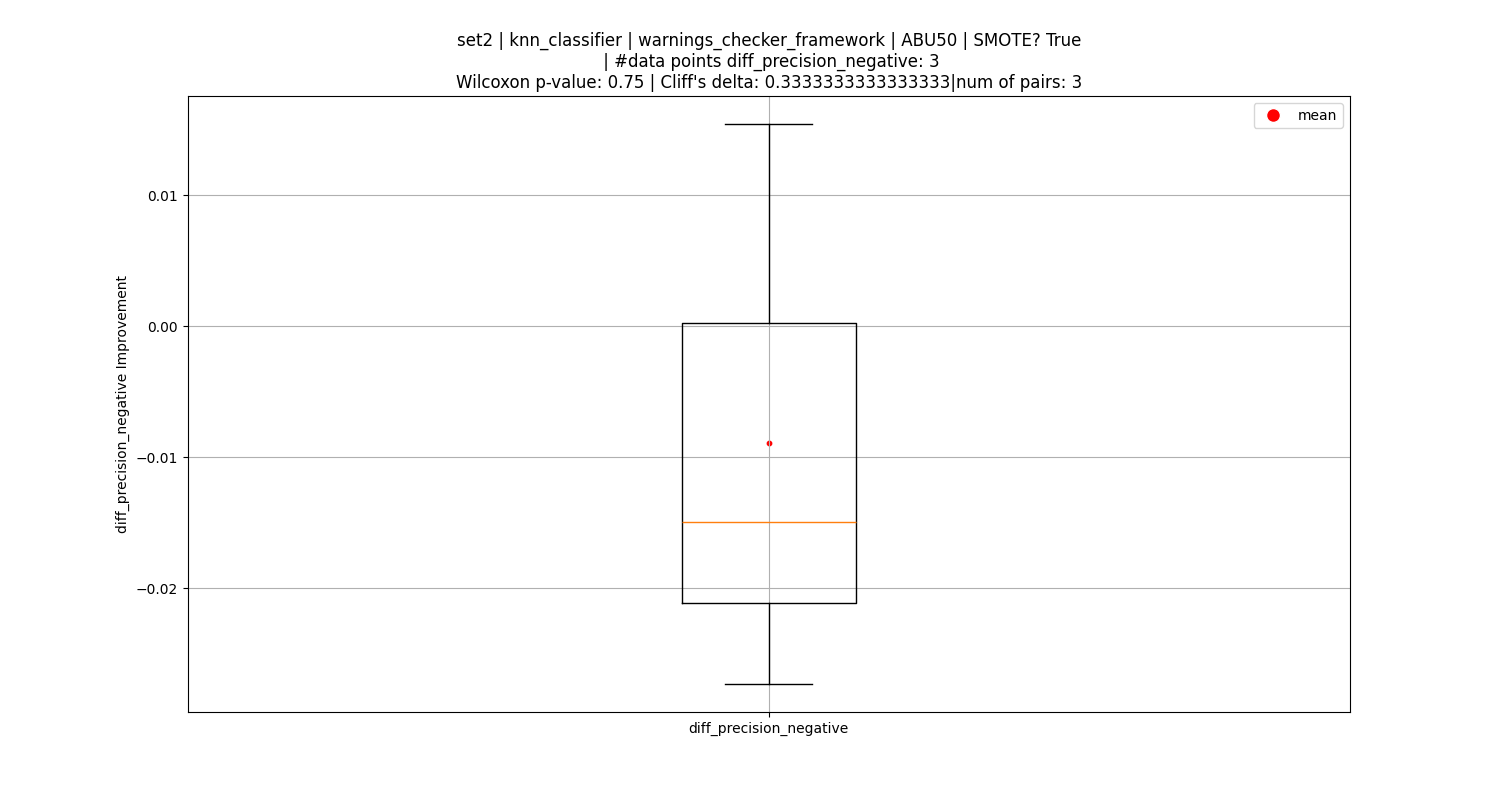 set2 | knn_classifier | warnings_checker_framework | ABU50 | SMOTE? True
| #data points diff_precision_negative: 3
Wilcoxon p-value: 0.75 | Cliff's delta: 0.3333333333333333|num of pairs: 3
mean
0.01
0.00
−0.01
−0.02
diff_precision_negative Improvement
diff_precision_negative